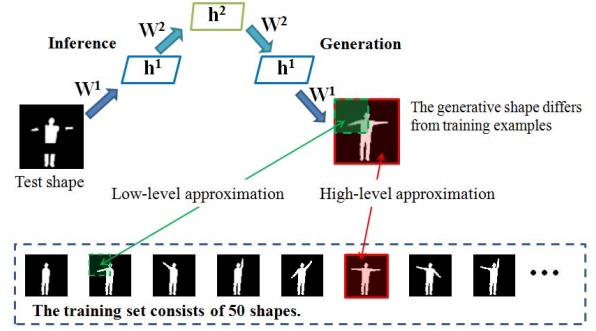 h²
W² W²
Inference Generation
h¹ h¹
W¹ W¹
The generative shape differs
from training examples
Test shape
Low-level approximation High-level approximation
The training set consists of 50 shapes.